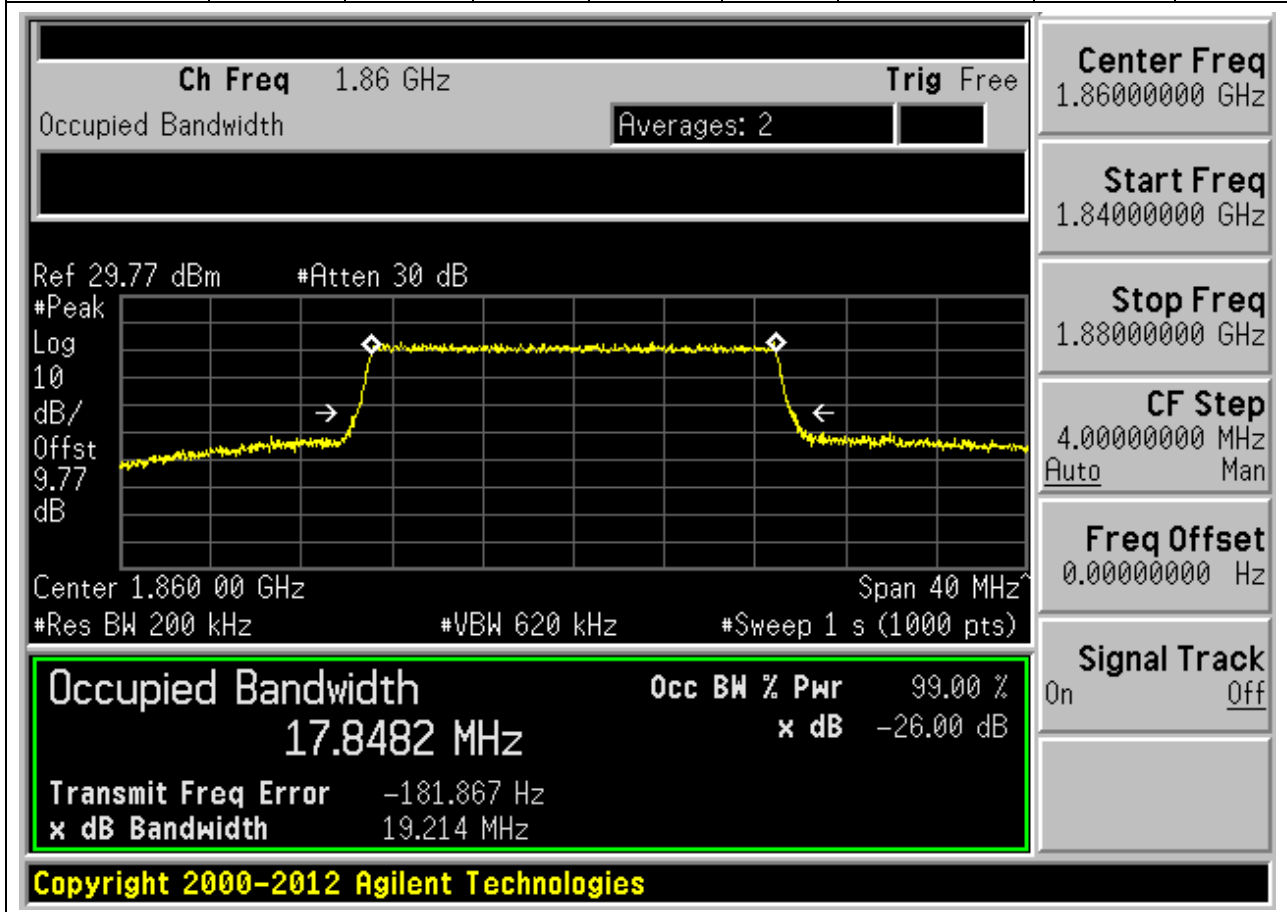 Ch Freq 1.86 GHz Trig Free
Occupied Bandwidth Averages: 2
Ref 29.77 dBm #Atten 30 dB
#Peak
Log
10
dB/
Offst
9.77
dB
Center 1.860 00 GHz Span 40 MHz^
#Res BW 200 kHz #VBW 620 kHz #Sweep 1 s (1000 pts)
Occupied Bandwidth Occ BW % Pwr 99.00 %
17.8482 MHz x dB -26.00 dB
Transmit Freq Error -181.867 Hz
x dB Bandwidth 19.214 MHz
Copyright 2000-2012 Agilent Technologies
Center Freq
1.86000000 GHz
Start Freq
1.84000000 GHz
Stop Freq
1.88000000 GHz
CF Step
4.00000000 MHz
Auto Man
Freq Offset
0.00000000 Hz
Signal Track
On Off